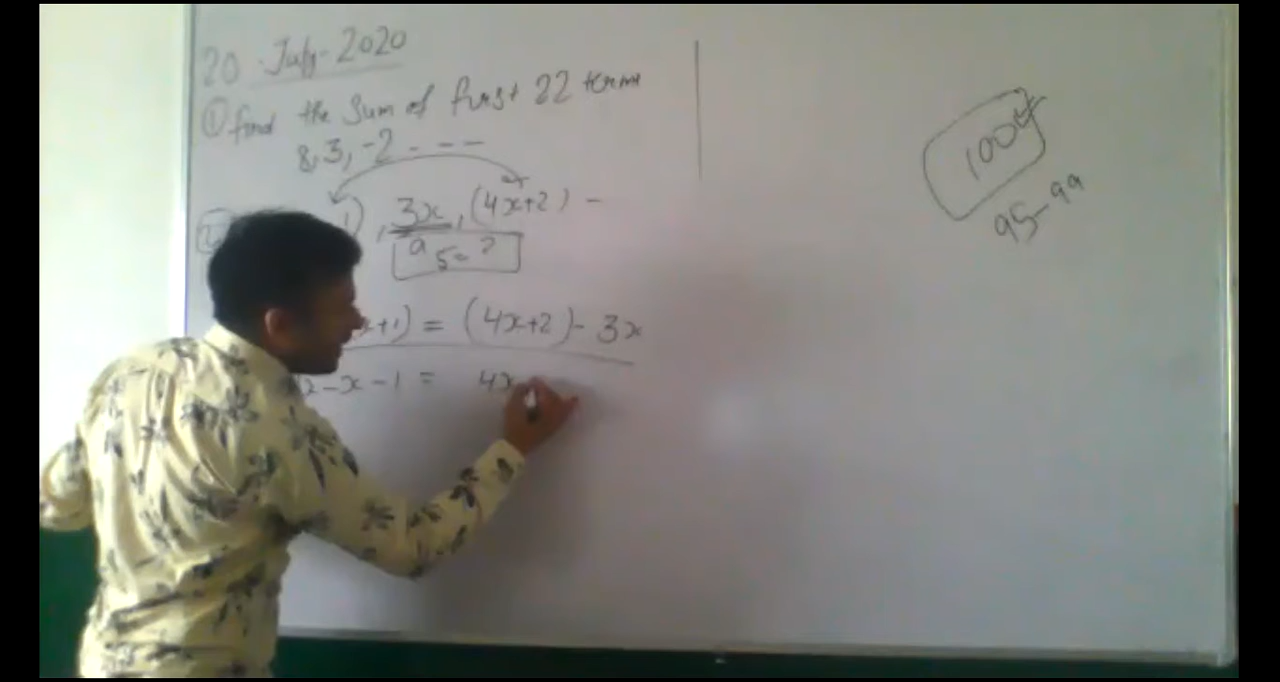 20 July-2020
① find the Sum of first 22 terms
8, 3, -2 - - - -
1), 3x, (4x+2) -
a5 = ?
x+1) = (4x+2) - 3x
x - x - 1 = 4x
100
95-99